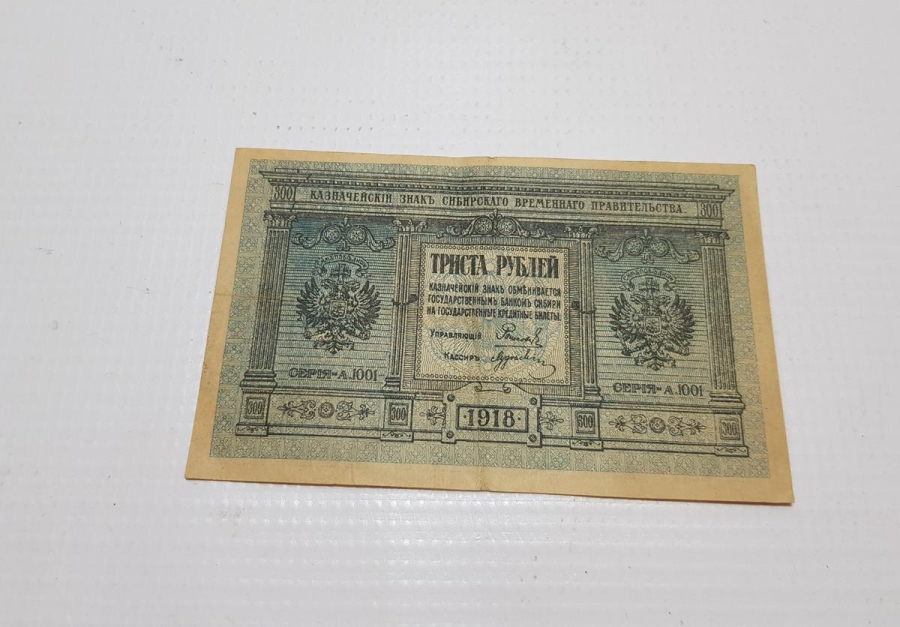 300 КАЗНАЧЕЙСКІЙ ЗНАКЪ СИБИРСКАГО ВРЕМЕННАГО ПРАВИТЕЛЬСТВА. 300
ТРИСТА РУБЛЕЙ
КАЗНАЧЕЙСКІЙ ЗНАКЪ ОБМѢНИВАЕТСЯ
ГОСУДАРСТВЕННЫМЪ БАНКОМЪ СИБИРИ
НА ГОСУДАРСТВЕННЫЕ КРЕДИТНЫЕ БИЛЕТЫ.
УПРАВЛЯЮЩІЙ
КАССИРЪ
СЕРІЯ-А.1001
СЕРІЯ-А.1001
300 300 1918 300 300